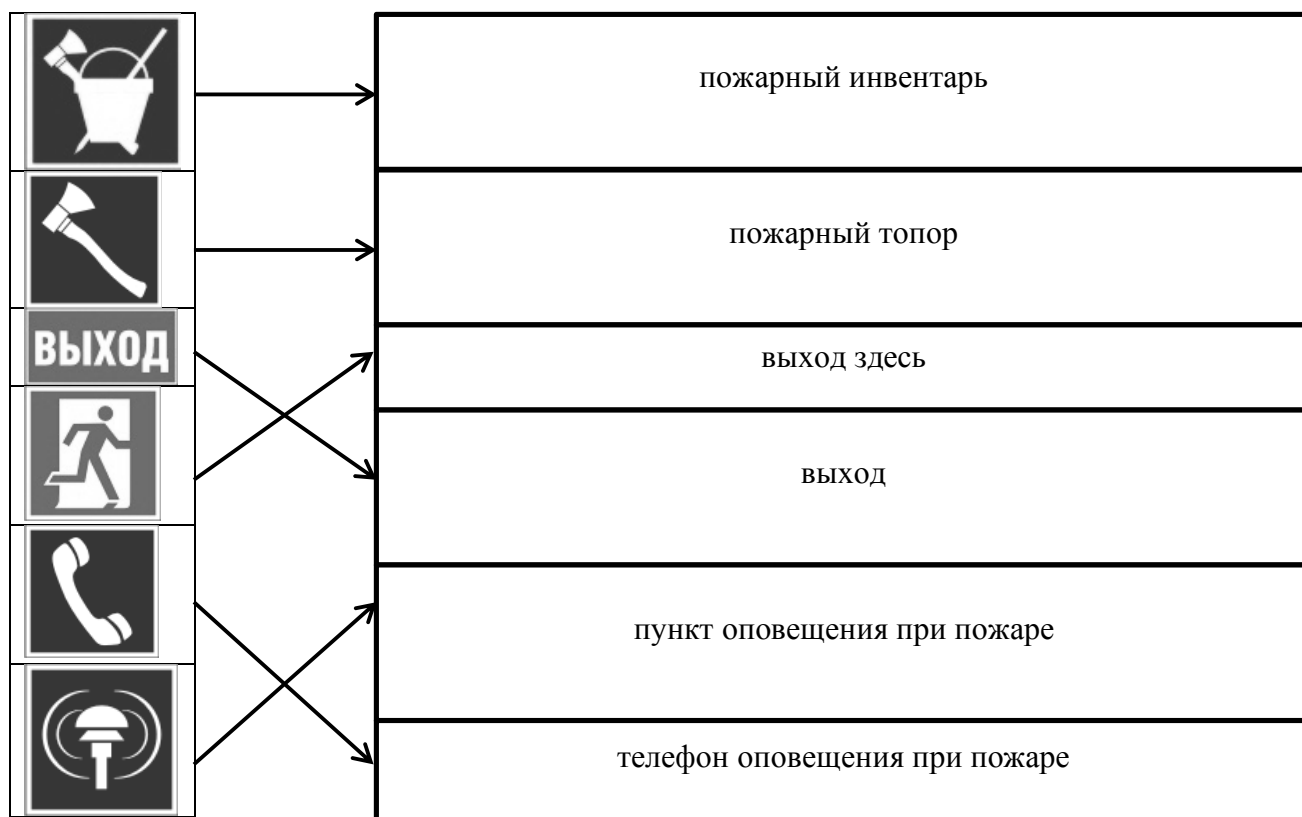 пожарный инвентарь
пожарный топор
ВЫХОД
выход здесь
выход
пункт оповещения при пожаре
телефон оповещения при пожаре